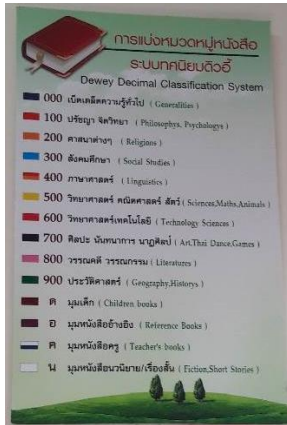 การแบ่งหมวดหมู่หนังสือ
ระบบทศนิยมดิวอี้
Dewey Decimal Classification System
000 เบ็ดเตล็ดความรู้ทั่วไป ( Generalities )
100 ปรัชญา จิตวิทยา ( Philosophys, Psychologys )
200 ศาสนาต่างๆ ( Religions )
300 สังคมศึกษา ( Social Studies )
400 ภาษาศาสตร์ ( Linguistics )
500 วิทยาศาสตร์ คณิตศาสตร์ สัตว์ ( Sciences,Maths,Animals )
600 วิทยาศาสตร์เทคโนโลยี ( Technology Sciences )
700 ศิลปะ นันทนาการ นาฏศิลป์ ( Art,Thai Dance,Games )
800 วรรณคดี วรรณกรรม ( Literatures )
900 ประวัติศาสตร์ ( Geography,Historys )
ด มุมเด็ก ( Children books )
อ มุมหนังสืออ้างอิง ( Reference Books )
ค มุมหนังสือครู ( Teacher's books )
น มุมหนังสือนวนิยาย/เรื่องสั้น ( Fiction,Short Stories )